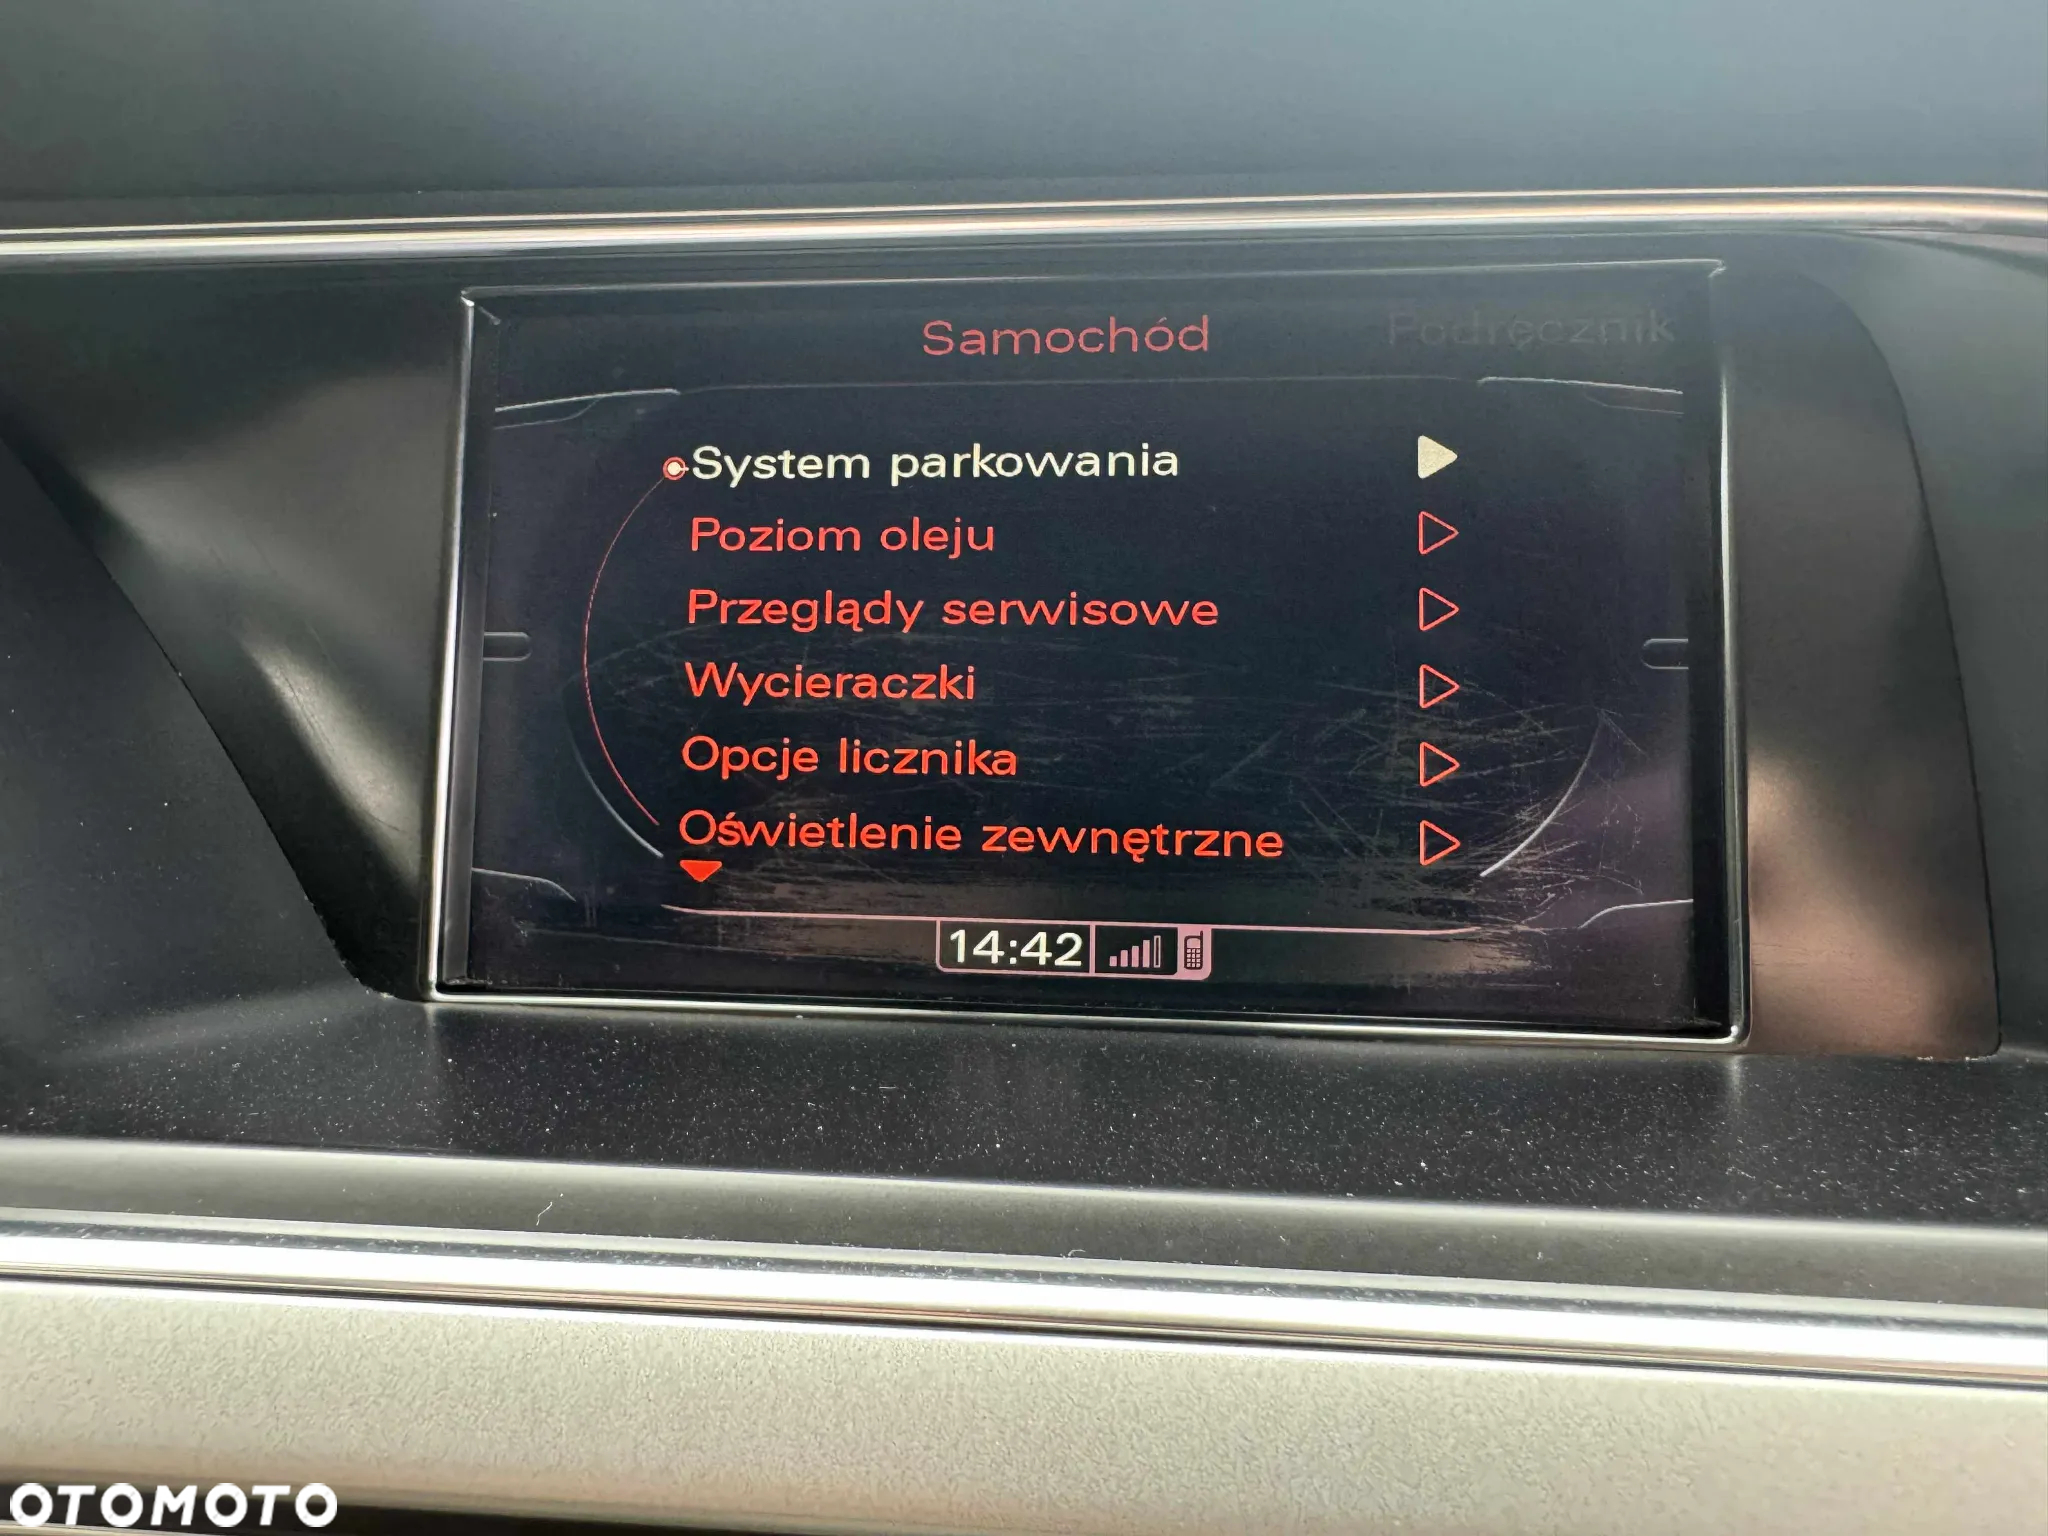 Samochód Podręcznik
System parkowania
Poziom oleju
Przeglądy serwisowe
Wycieraczki
Opcje licznika
Oświetlenie zewnętrzne
14:42
OTOMOTO